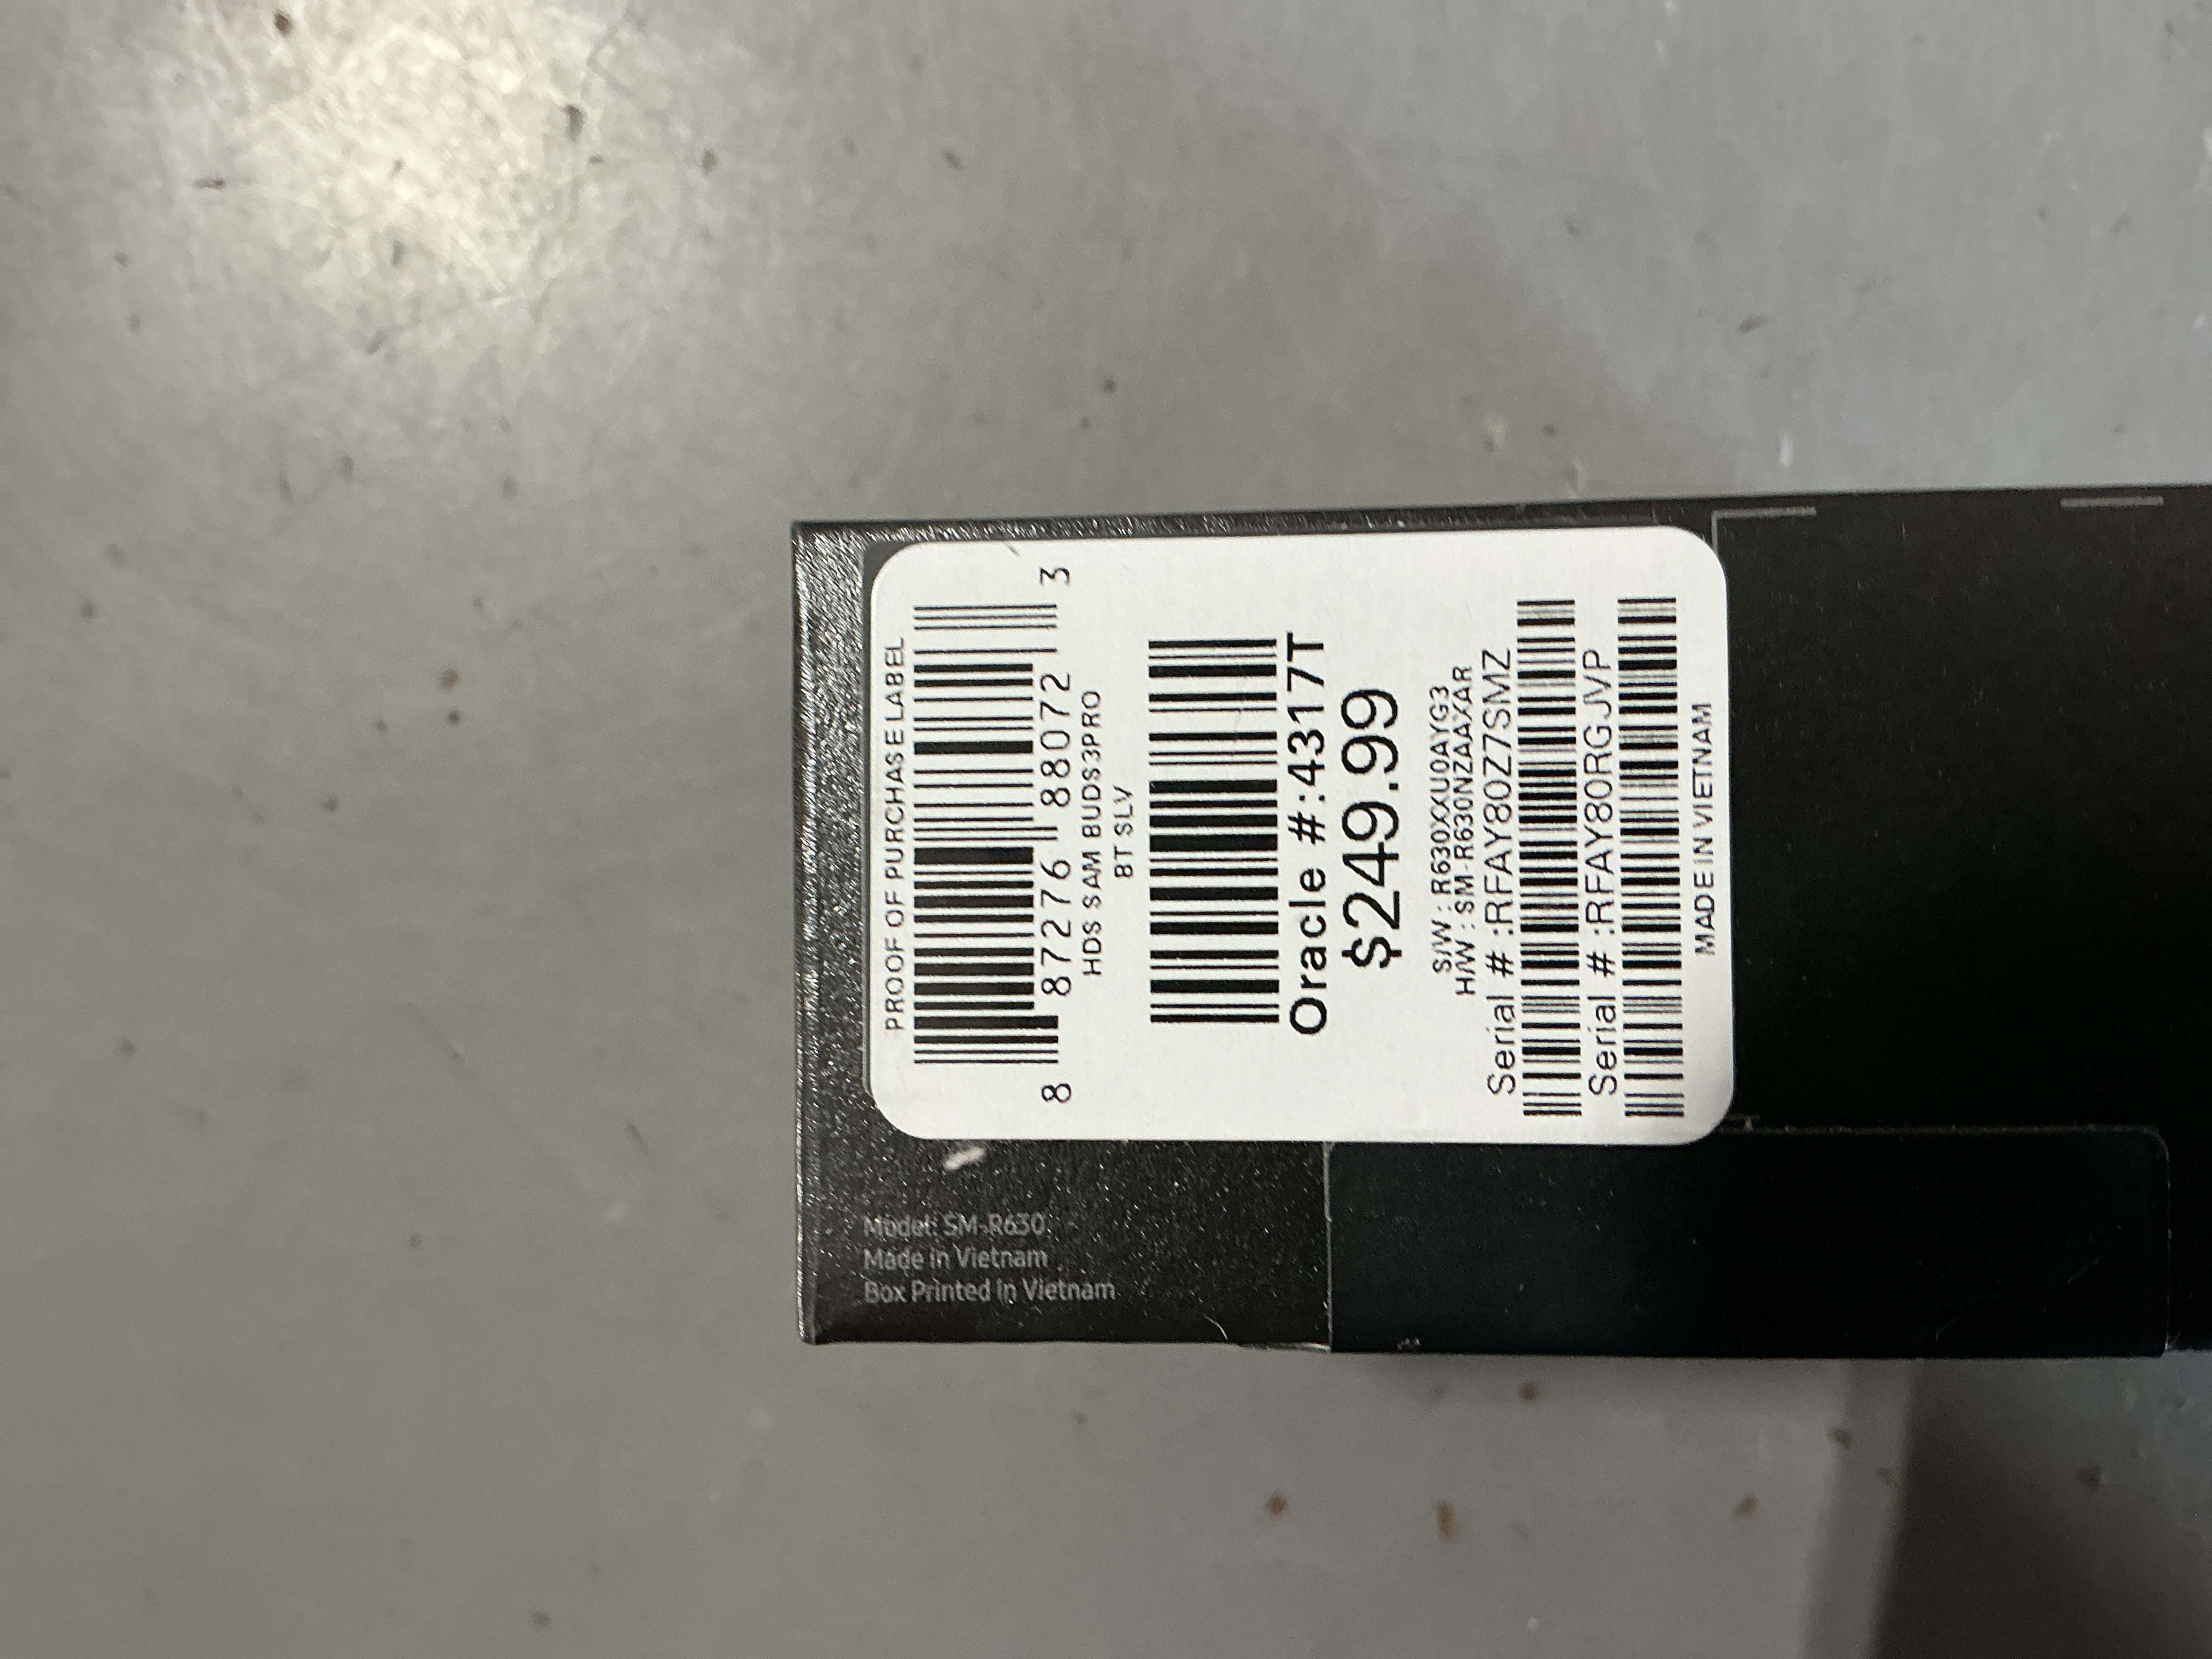 PROOF OF PURCHASE LABEL
8 87276 88072 3
HDS SAM BUDS3PRO
BT SLV
Oracle #:4317T
$249.99
S/W : R630XXU0AYG3
H/W : SM-R630NZAAXAR
Serial # :RFAY80Z7SMZ
Serial # :RFAY80RGJVP
MADE IN VIETNAM
Model: SM-R630
Made in Vietnam
Box Printed in Vietnam